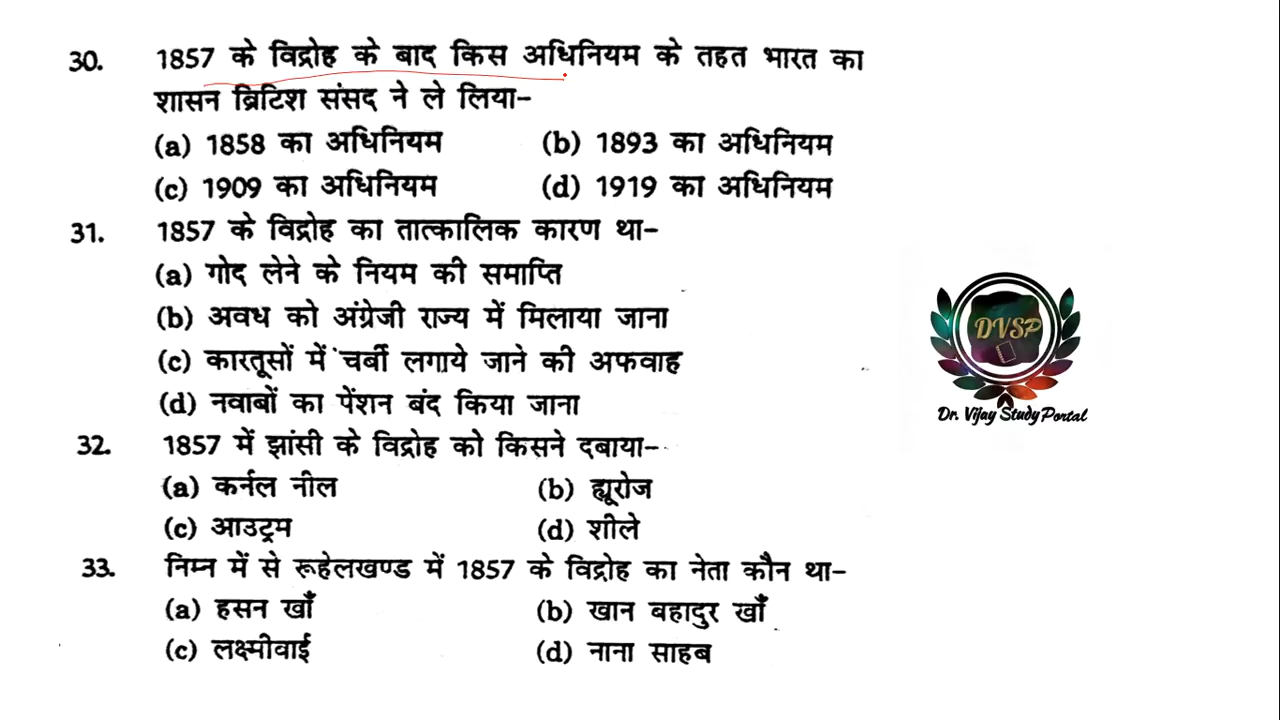 30. 1857 के विद्रोह के बाद किस अधिनियम के तहत भारत का
शासन ब्रिटिश संसद ने ले लिया–
(a) 1858 का अधिनियम (b) 1893 का अधिनियम
(c) 1909 का अधिनियम (d) 1919 का अधिनियम
31. 1857 के विद्रोह का तात्कालिक कारण था–
(a) गोद लेने के नियम की समाप्ति
(b) अवध को अंग्रेजी राज्य में मिलाया जाना
(c) कारतूसों में चर्बी लगाये जाने की अफवाह
(d) नवाबों का पेंशन बंद किया जाना
32. 1857 में झांसी के विद्रोह को किसने दबाया–
(a) कर्नल नील (b) ह्यूरोज
(c) आउट्रम (d) शीले
33. निम्न में से रूहेलखण्ड में 1857 के विद्रोह का नेता कौन था–
(a) हसन खाँ (b) खान बहादुर खाँ
(c) लक्ष्मीवाई (d) नाना साहब
DVSP
Dr. Vijay Study Portal